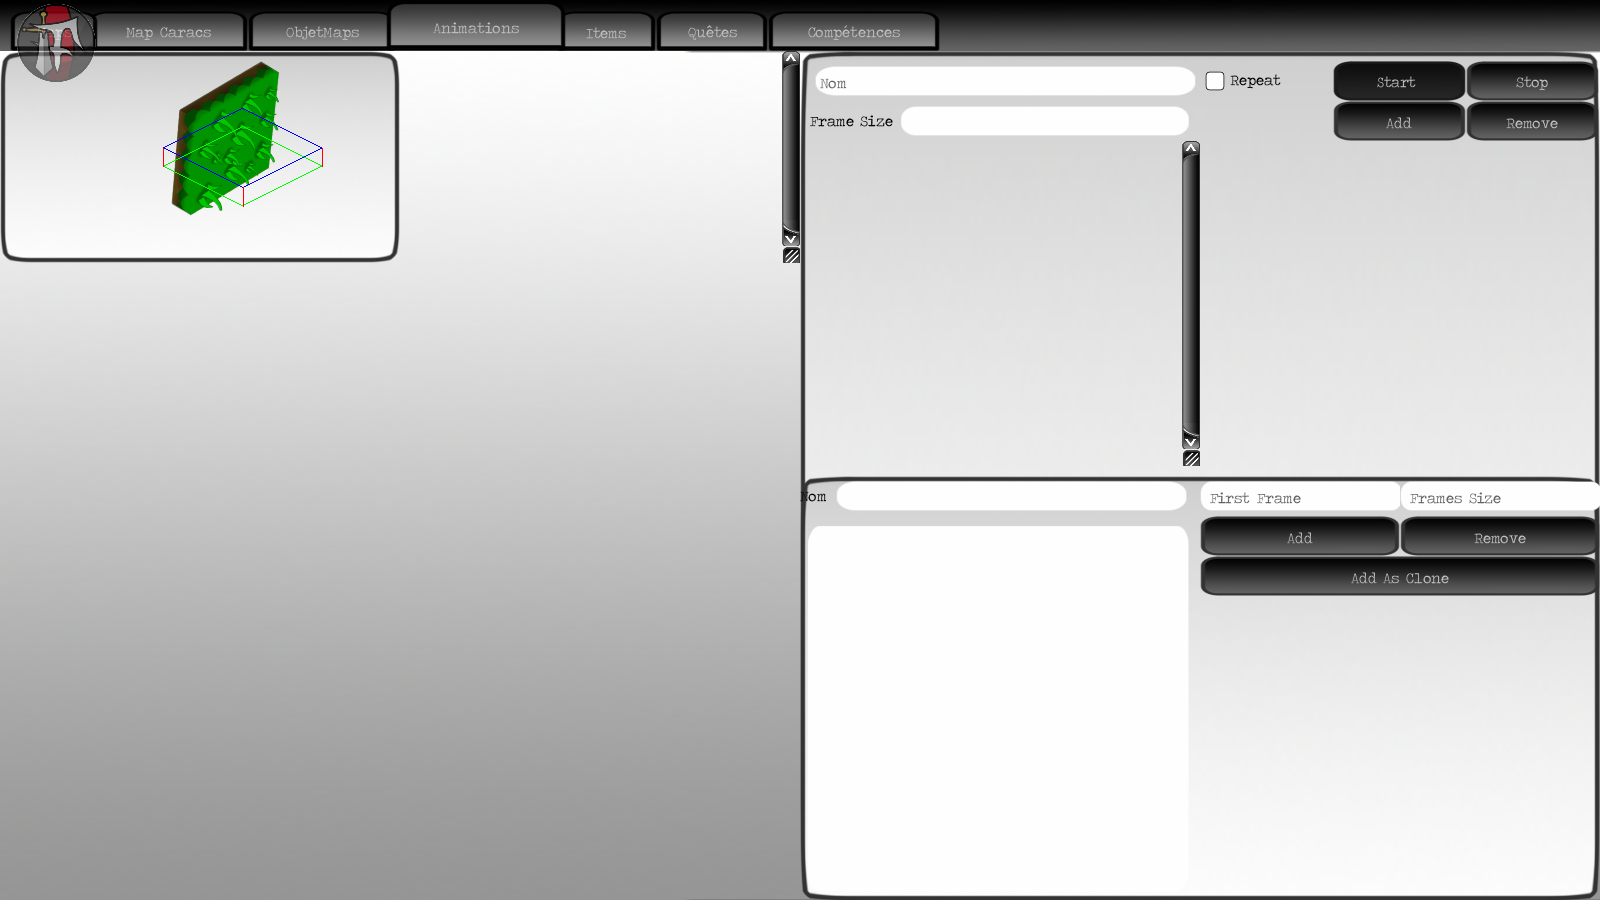 Map Caracs
ObjetMaps
Animations
Items
Quêtes
Compétences
Nom
Repeat
Start
Stop
Frame Size
Add
Remove
Nom
First Frame
Frames Size
Add
Remove
Add As Clone